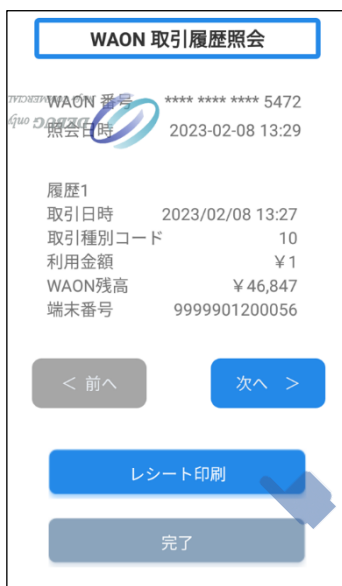 WAON 取引履歴照会
WAON 番号 **** **** **** 5472
照会日時 2023-02-08 13:29
DEBUG only
履歴1
取引日時 2023/02/08 13:27
取引種別コード 10
利用金額 ￥1
WAON残高 ￥46,847
端末番号 9999901200056
＜ 前へ
次へ ＞
レシート印刷
完了